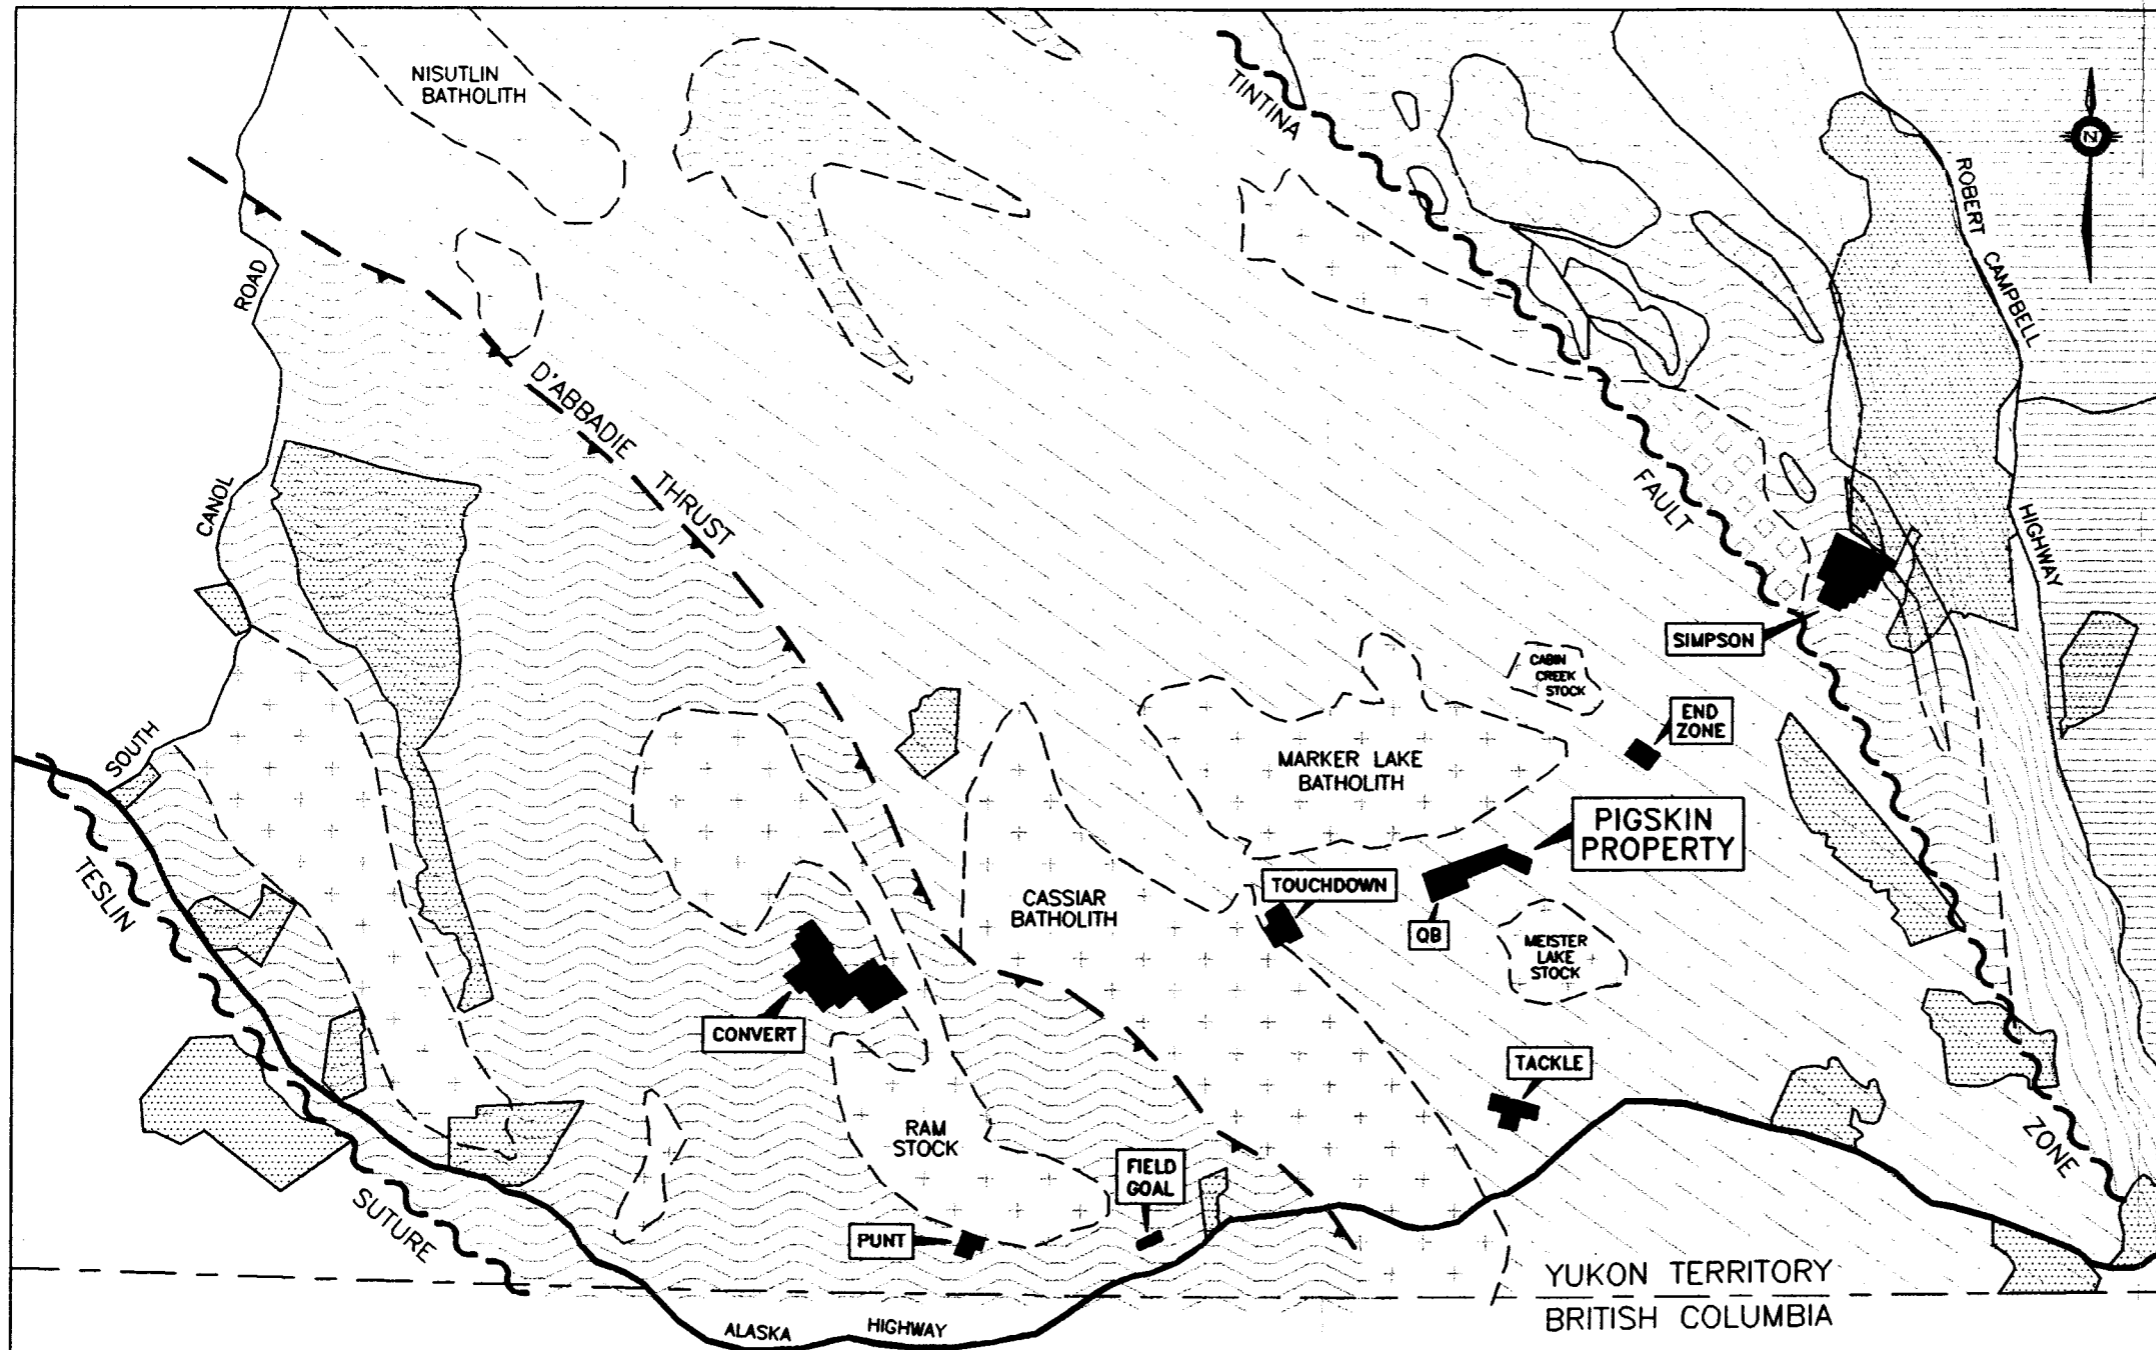 NISUTLIN
BATHOLITH
TINTINA
N
ROBERT CAMPBELL
ROAD
D'ABBADIE THRUST
CANOL
FAULT
HIGHWAY
SIMPSON
CABIN
CREEK
STOCK
END
ZONE
SOUTH
MARKER LAKE
BATHOLITH
PIGSKIN
PROPERTY
TESLIN
TOUCHDOWN
CASSIAR
BATHOLITH
QB
MEISTER
LAKE
STOCK
CONVERT
TACKLE
RAM
STOCK
ZONE
FIELD
GOAL
SUTURE
PUNT
YUKON TERRITORY
BRITISH COLUMBIA
ALASKA HIGHWAY